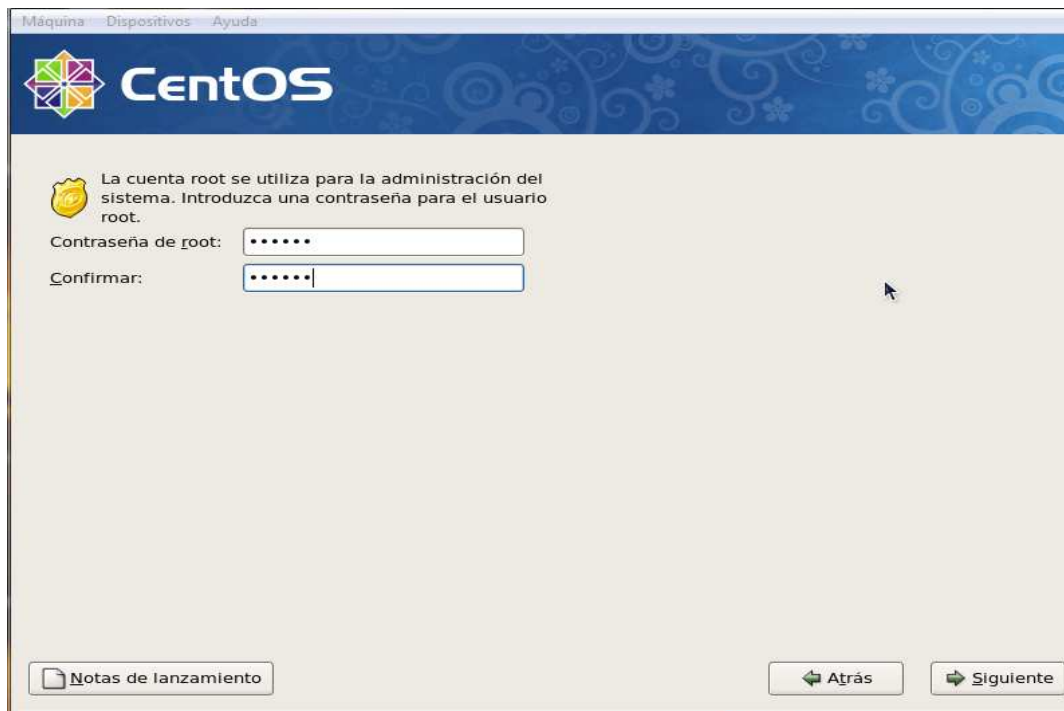 Máquina Dispositivos Ayuda
CentOS
La cuenta root se utiliza para la administración del
sistema. Introduzca una contraseña para el usuario
root.
Contraseña de root: ••••••
Confirmar: ••••••
Notas de lanzamiento
Atrás
Siguiente